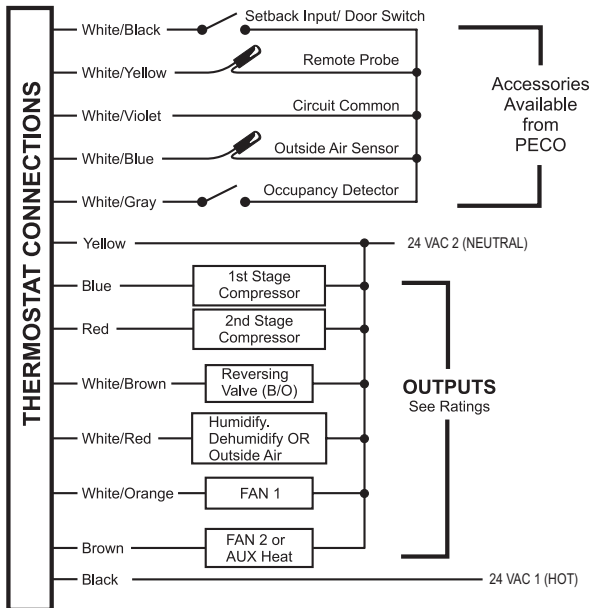 THERMOSTAT CONNECTIONS
White/Black
Setback Input/ Door Switch
White/Yellow
Remote Probe
White/Violet
Circuit Common
White/Blue
Outside Air Sensor
White/Gray
Occupancy Detector
Accessories
Available
from
PECO
Yellow
24 VAC 2 (NEUTRAL)
Blue
1st Stage
Compressor
Red
2nd Stage
Compressor
White/Brown
Reversing
Valve (B/O)
White/Red
Humidify.
Dehumidify OR
Outside Air
White/Orange
FAN 1
Brown
FAN 2 or
AUX Heat
OUTPUTS
See Ratings
Black
24 VAC 1 (HOT)